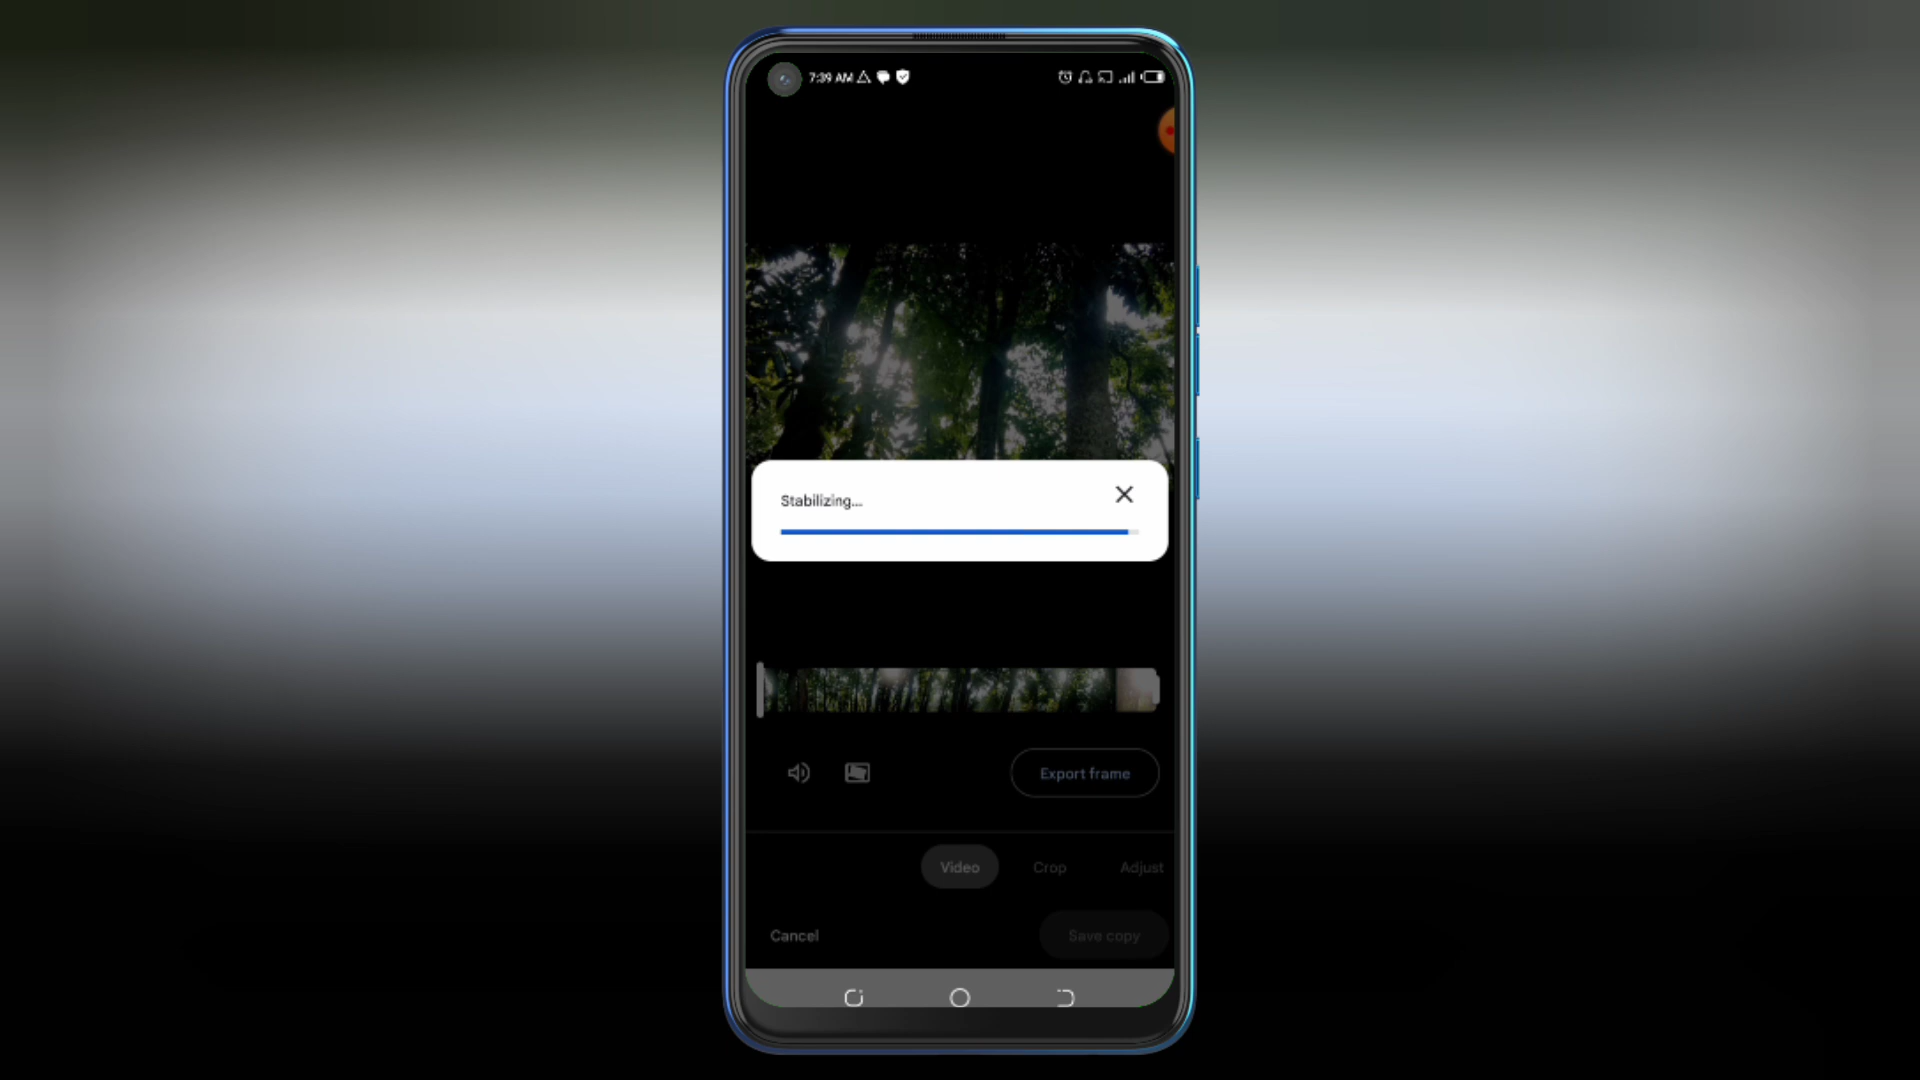 7:39 AM
Stabilizing...
Export frame
Video Crop Adjust
Cancel Save copy